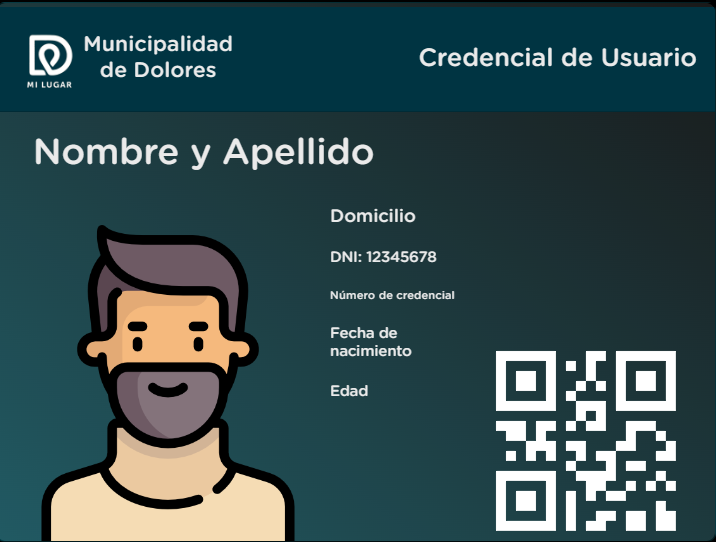 Municipalidad
de Dolores
MI LUGAR
Credencial de Usuario
Nombre y Apellido
Domicilio
DNI: 12345678
Número de credencial
Fecha de
nacimiento
Edad